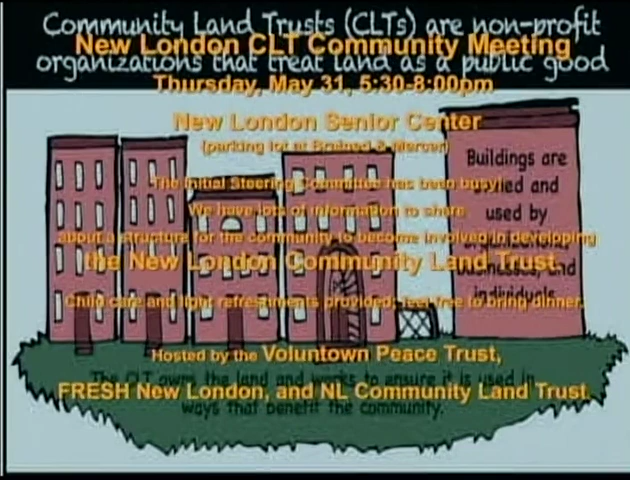 Community Land Trusts (CLTs) are non-profit
organizations that treat land as a public good
New London CLT Community Meeting
Thursday, May 31, 5:30-8:00pm
New London Senior Center
(parking lot at Brainard & Mercer)
The Initial Steering Committee has been busy!
We have lots of information to share
about a structure for the community to become involved in developing
the New London Community Land Trust.
Child care and light refreshments provided; feel free to bring dinner.
Hosted by the Voluntown Peace Trust,
FRESH New London, and NL Community Land Trust
Buildings are
and
used by
and
individuals.
The CLT owns the land and works to ensure it is used in
ways that benefit the community.